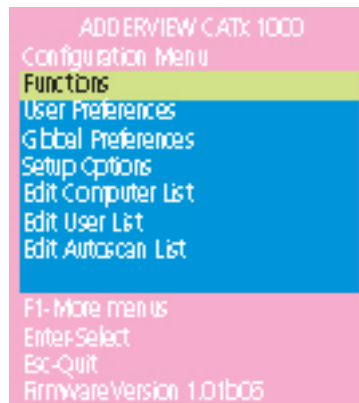 ADDERVIEW CATx 1000
Configuration Menu
Functions
User Preferences
Global Preferences
Setup Options
Edit Computer List
Edit User List
Edit Autoscan List
F1- More menus
Enter-Select
Esc-Quit
Firmware Version 1.01b05